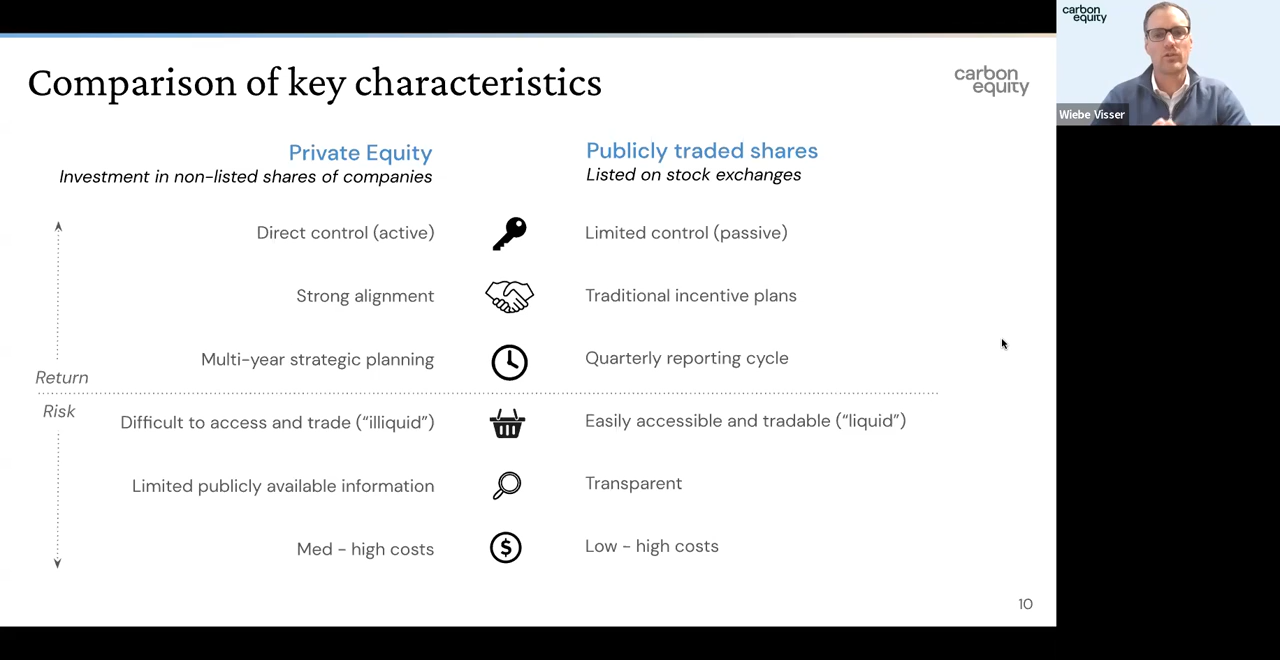 Comparison of key characteristics
carbon
equity
Private Equity
Investment in non-listed shares of companies
Publicly traded shares
Listed on stock exchanges
Direct control (active)
Limited control (passive)
Strong alignment
Traditional incentive plans
Multi-year strategic planning
Quarterly reporting cycle
Return
Risk
Difficult to access and trade (“illiquid”)
Easily accessible and tradable (“liquid”)
Limited publicly available information
Transparent
Med - high costs
$
Low - high costs
10
carbon
equity
Wiebe Visser